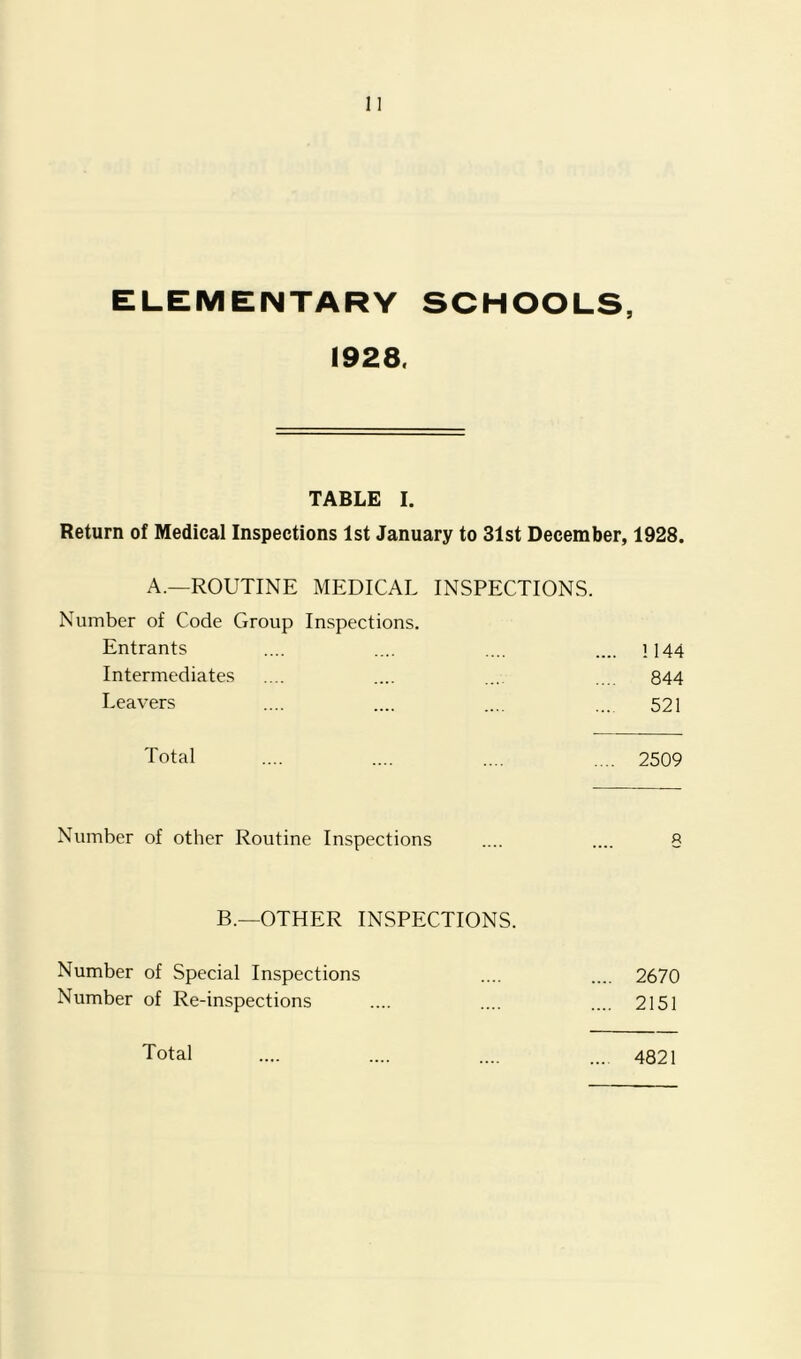 11
ELEMENTARY SCHOOLS,
1928.
TABLE I.
Return of Medical Inspections 1st January to 31st December, 1928.
A.—ROUTINE MEDICAL INSPECTIONS.
Number of Code Group Inspections.
Entrants .... .... .... .... 1144
Intermediates .... .... .... .... 844
Leavers .... .... .... .... 521
Total .... .... .... .... 2509
Number of other Routine Inspections .... .... 8
B.—OTHER INSPECTIONS.
Number of Special Inspections .... .... 2670
Number of Re-inspections .... .... .... 2151
Total .... .... .... .... 4821